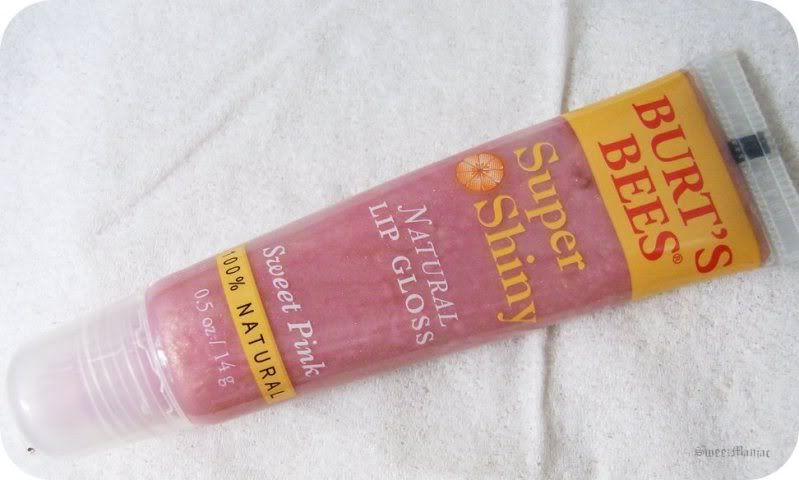 BURT'S
BEES®
Super
Shiny
NATURAL
LIP GLOSS
Sweet Pink
100% NATURAL
0.5 oz./14 g
SweetManiac